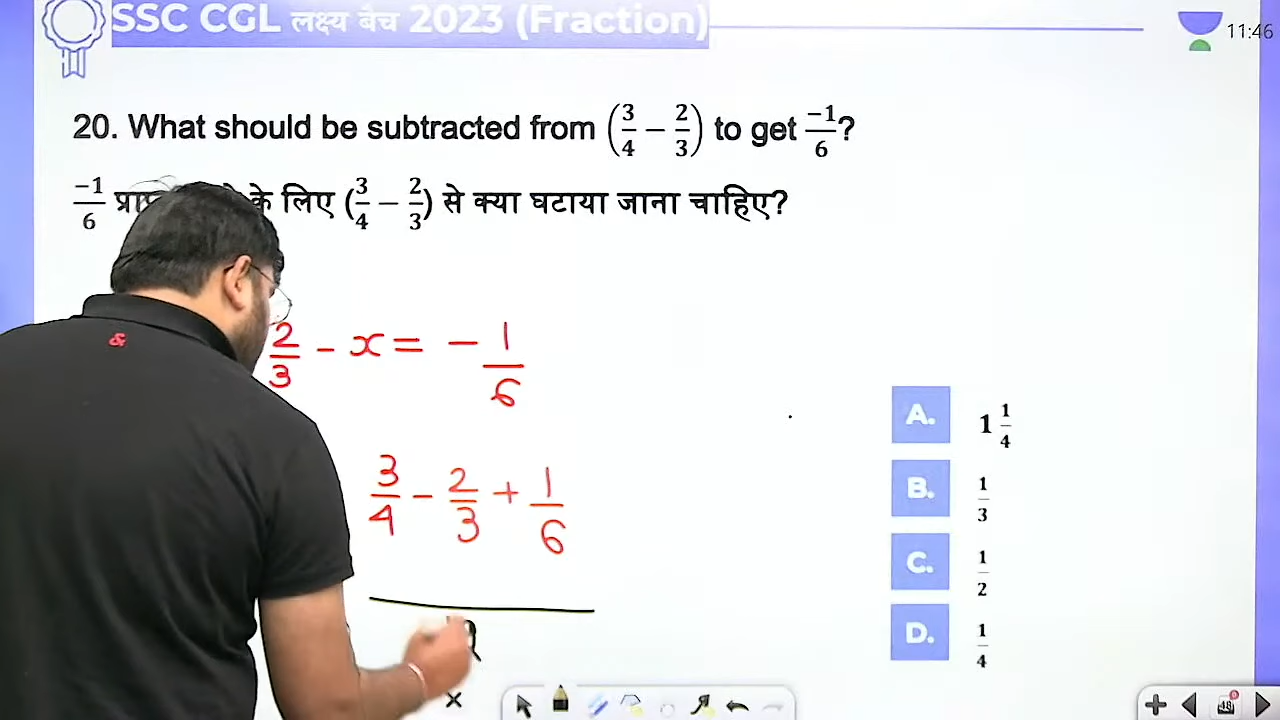 SSC CGL लक्ष्य बैच 2023 (Fraction)
11:46
20. What should be subtracted from (3/4 − 2/3) to get −1/6?
−1/6 के लिए (3/4 − 2/3) से क्या घटाया जाना चाहिए?
2/3 − x = − 1/6
3/4 − 2/3 + 1/6
A. 1 1/4
B. 1/3
C. 1/2
D. 1/4
48